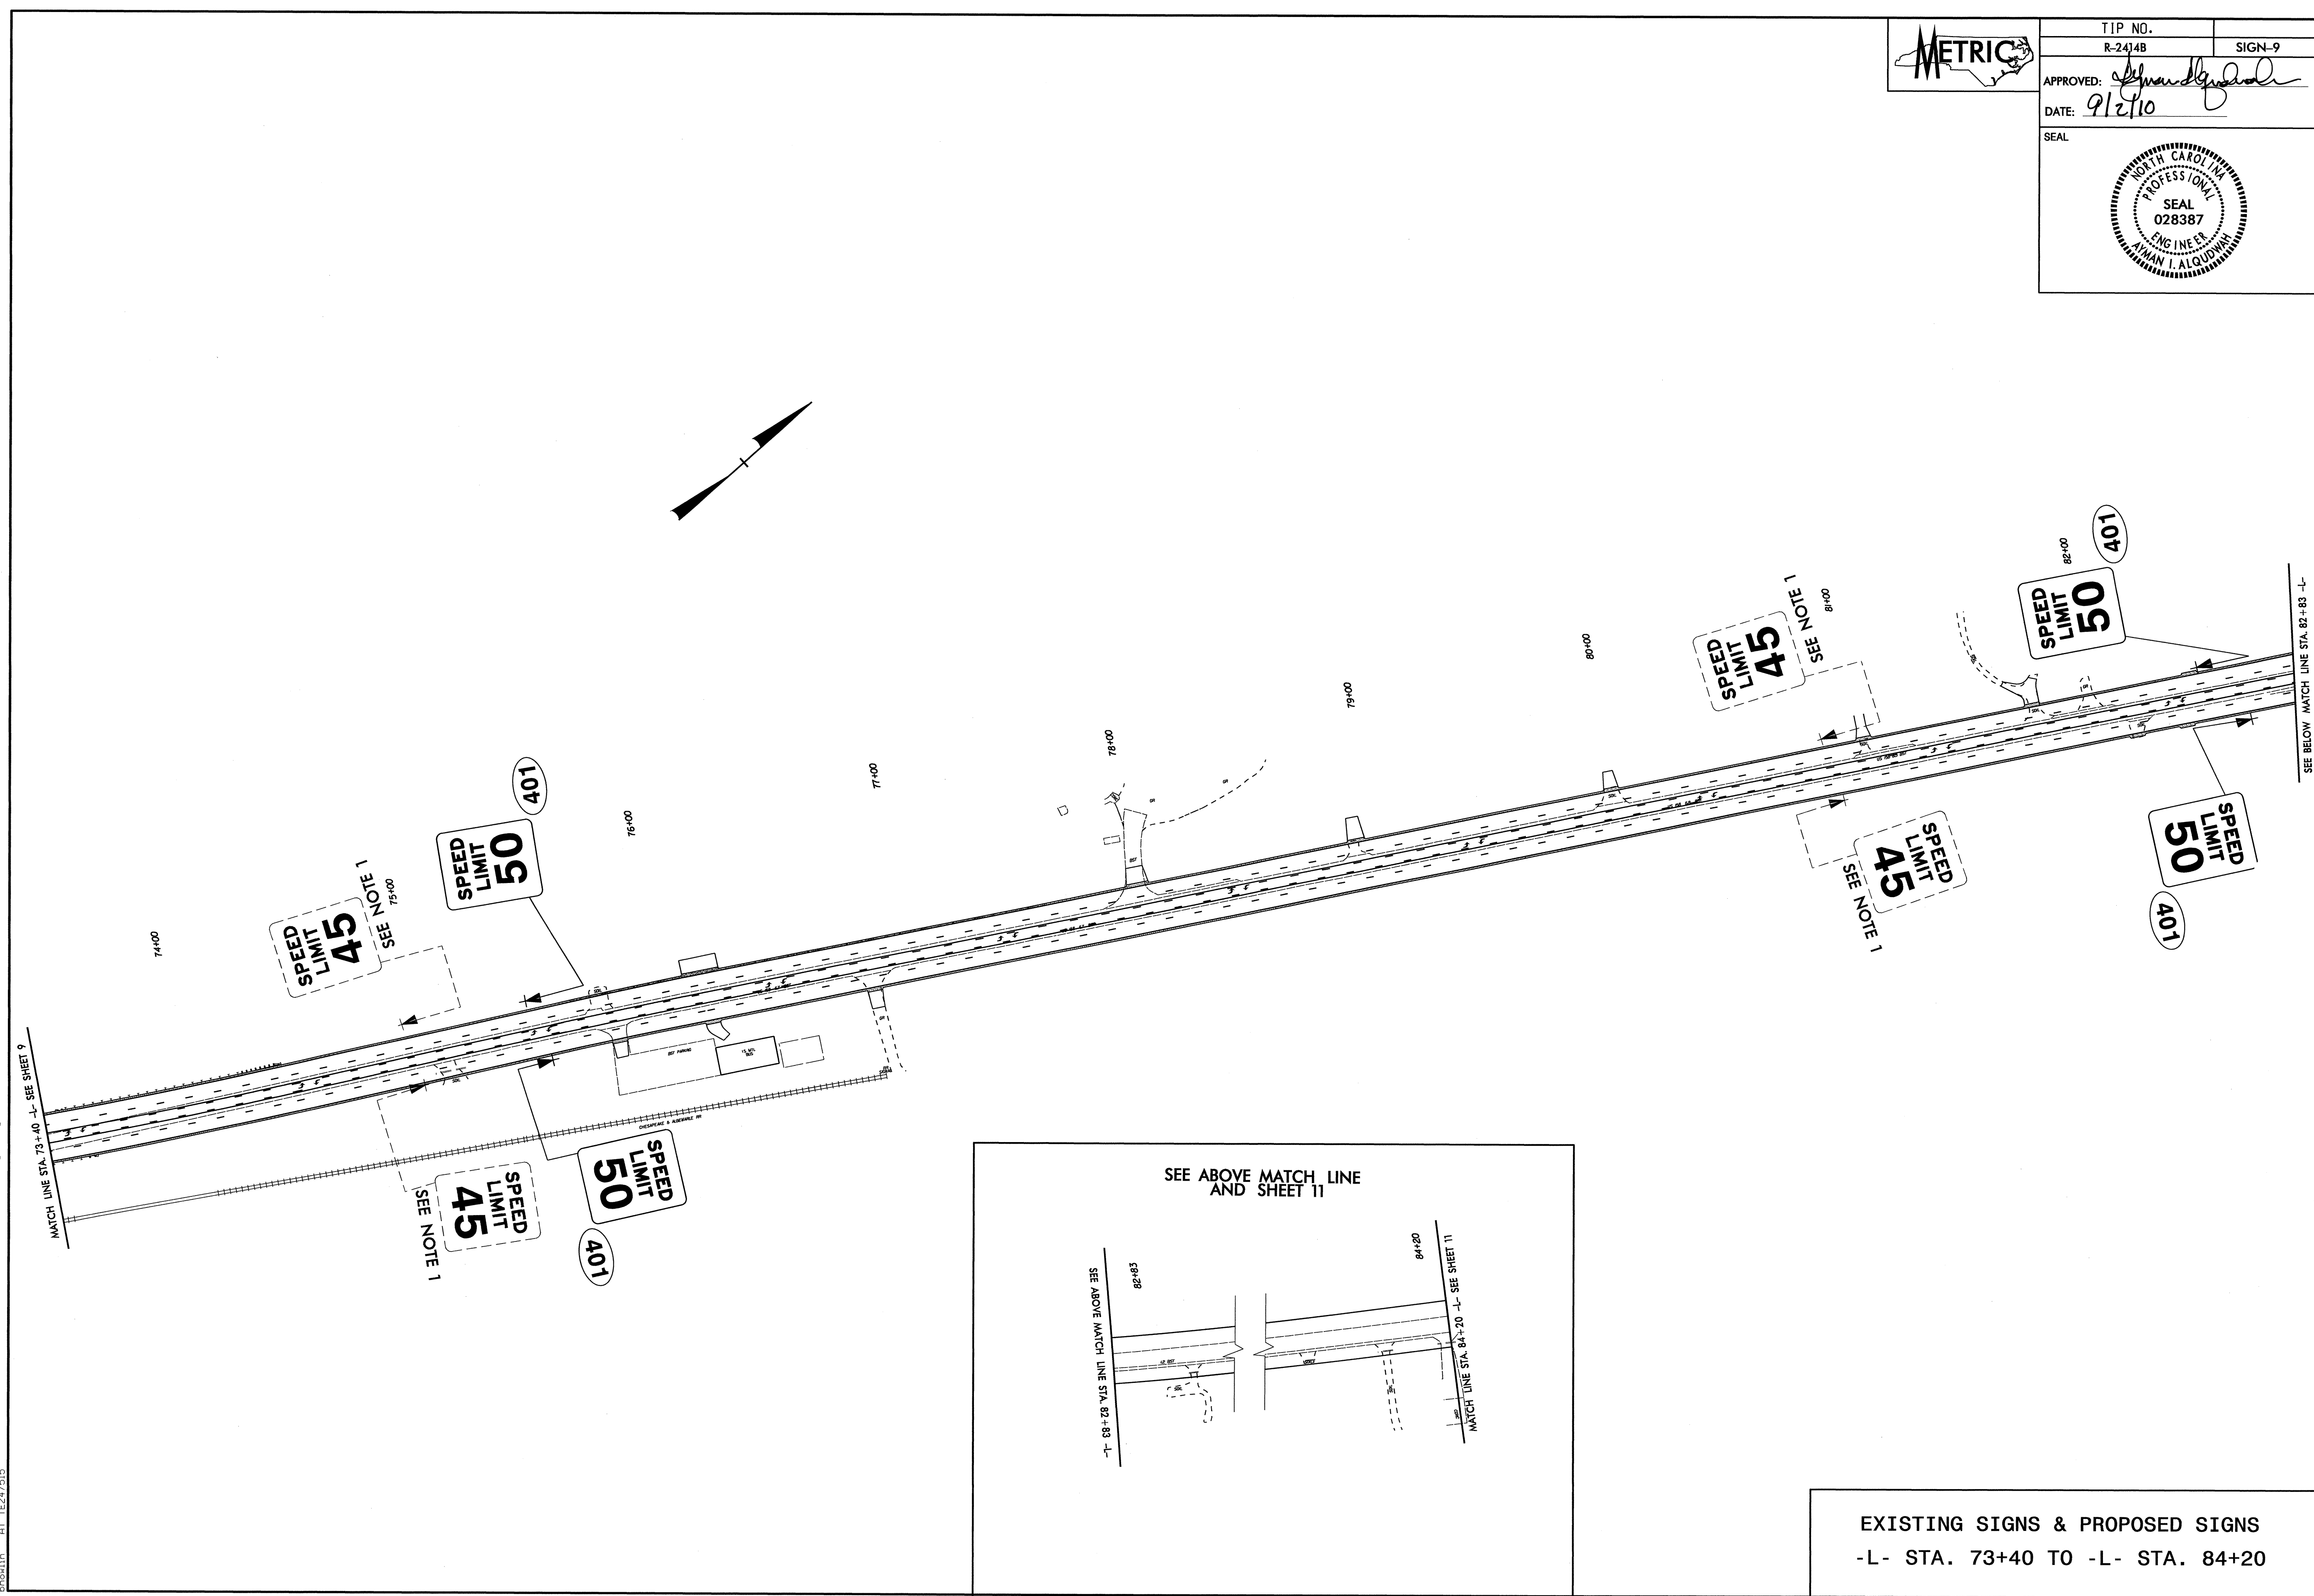 METRIC
TIP NO.
R-2414B
SIGN-9
APPROVED:
DATE: 9/2/10
SEAL
NORTH CAROLINA
PROFESSIONAL
SEAL
028387
ENGINEER
AYMAN I. ALQUDWAH
401
82+00
SPEED
LIMIT
50
SEE NOTE 1
81+00
SPEED
LIMIT
45
80+00
79+00
78+00
77+00
401
76+00
SPEED
LIMIT
50
SEE NOTE 1
75+00
SPEED
LIMIT
45
74+00
SEE BELOW MATCH LINE STA. 82+83 -L-
SPEED
LIMIT
50
401
SPEED
LIMIT
45
SEE NOTE 1
MATCH LINE STA. 73+40 -L- SEE SHEET 9
BST PARKING
CHESAPEAKE & ALBEMARLE RR
SPEED
LIMIT
50
401
SPEED
LIMIT
45
SEE NOTE 1
SEE ABOVE MATCH LINE
AND SHEET 11
SEE ABOVE MATCH LINE STA. 82+83 -L-
82+83
84+20
MATCH LINE STA. 84+20 -L- SEE SHEET 11
EXISTING SIGNS & PROPOSED SIGNS
-L- STA. 73+40 TO -L- STA. 84+20